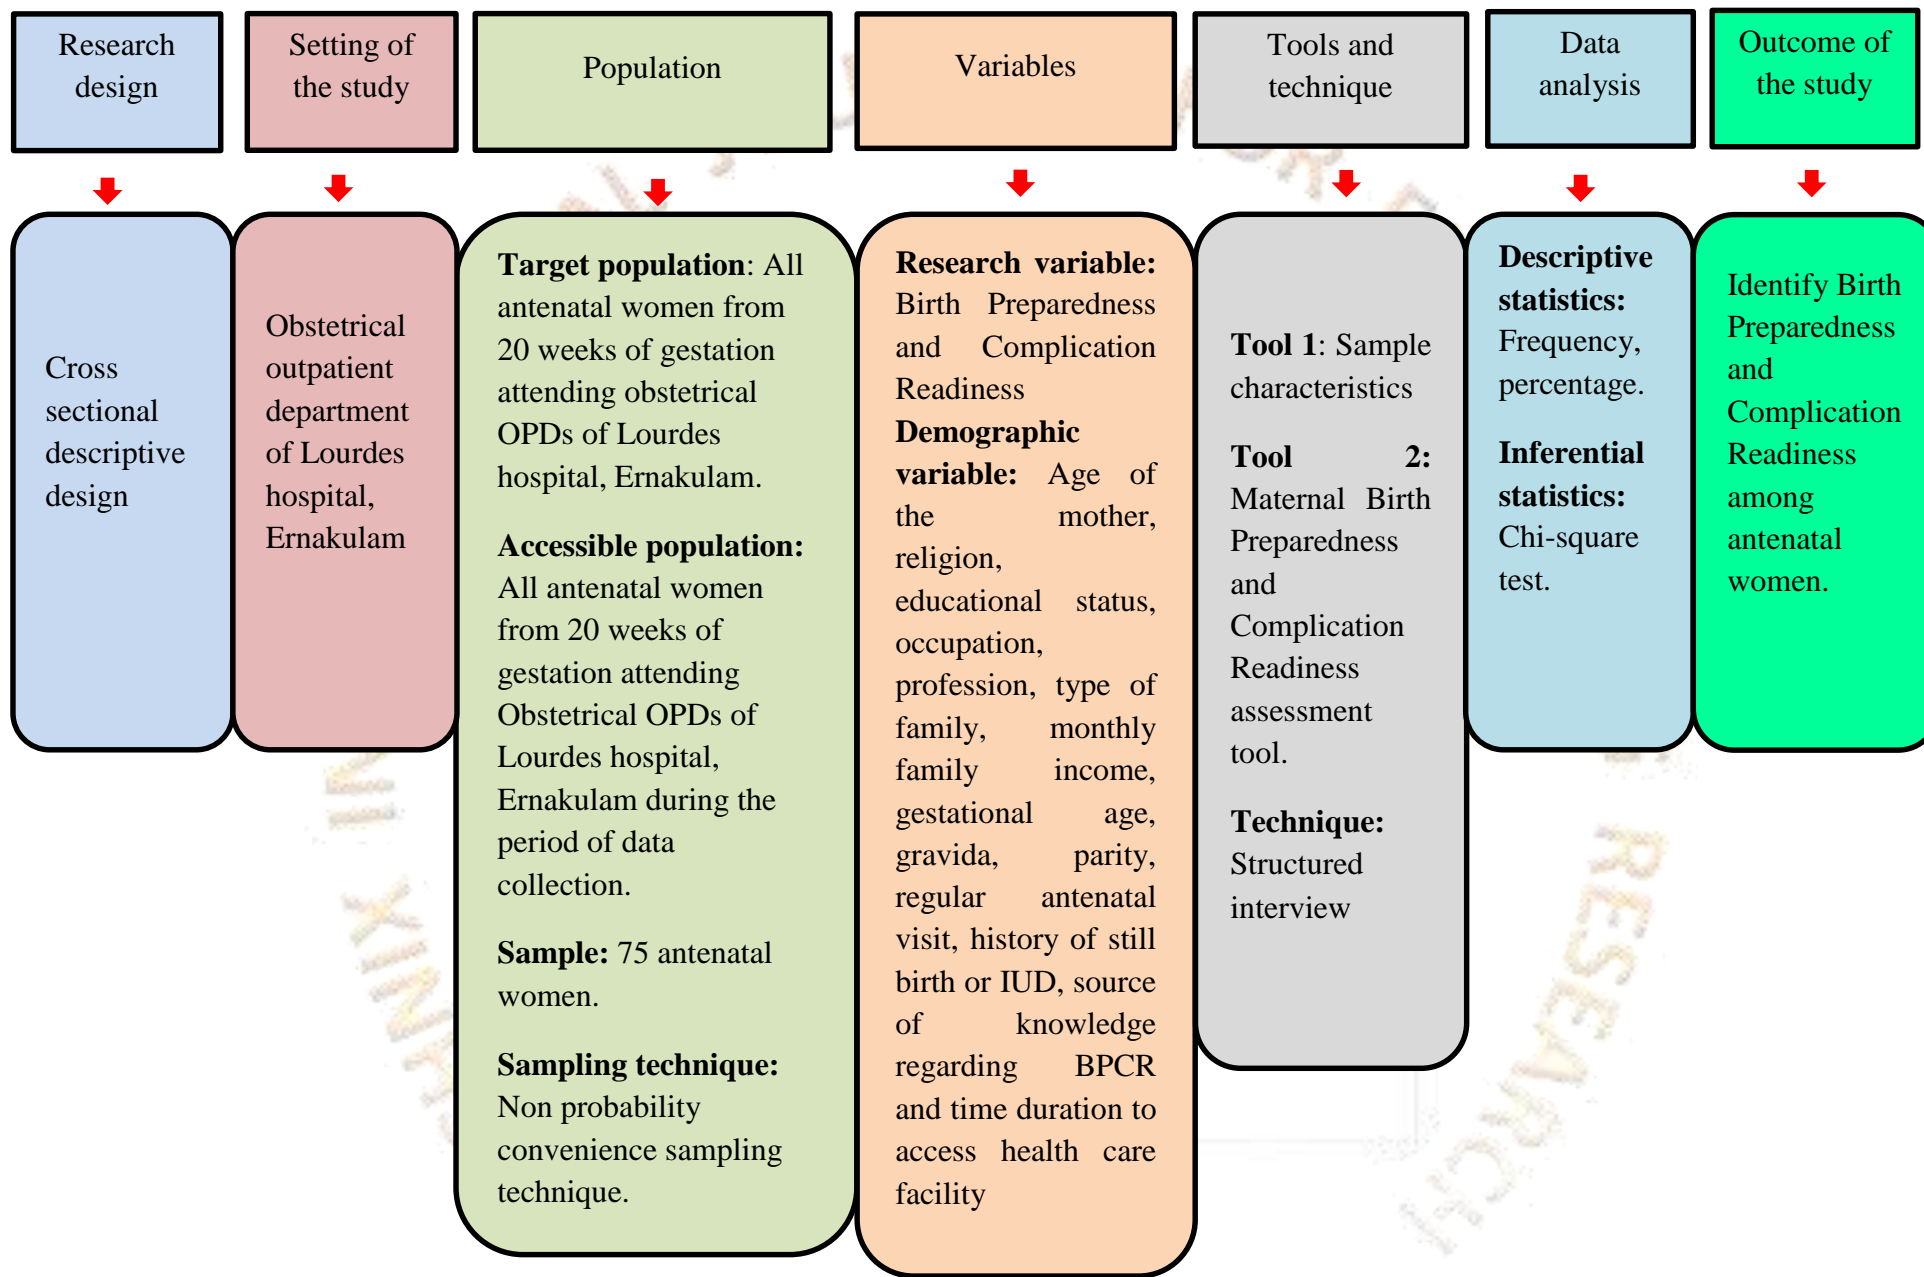 Research
design
Setting of
the study
Population
Variables
Tools and
technique
Data
analysis
Outcome of
the study
Cross
sectional
descriptive
design
Obstetrical
outpatient
department
of Lourdes
hospital,
Ernakulam
Target population: All
antenatal women from
20 weeks of gestation
attending obstetrical
OPDs of Lourdes
hospital, Ernakulam.
Accessible population:
All antenatal women
from 20 weeks of
gestation attending
Obstetrical OPDs of
Lourdes hospital,
Ernakulam during the
period of data
collection.
Sample: 75 antenatal
women.
Sampling technique:
Non probability
convenience sampling
technique.
Research variable:
Birth Preparedness
and Complication
Readiness
Demographic
variable: Age of
the mother,
religion,
educational status,
occupation,
profession, type of
family, monthly
family income,
gestational age,
gravida, parity,
regular antenatal
visit, history of still
birth or IUD, source
of knowledge
regarding BPCR
and time duration to
access health care
facility
Tool 1: Sample
characteristics
Tool 2:
Maternal Birth
Preparedness
and
Complication
Readiness
assessment
tool.
Technique:
Structured
interview
Descriptive
statistics:
Frequency,
percentage.
Inferential
statistics:
Chi-square
test.
Identify Birth
Preparedness
and
Complication
Readiness
among
antenatal
women.
RESEARCH